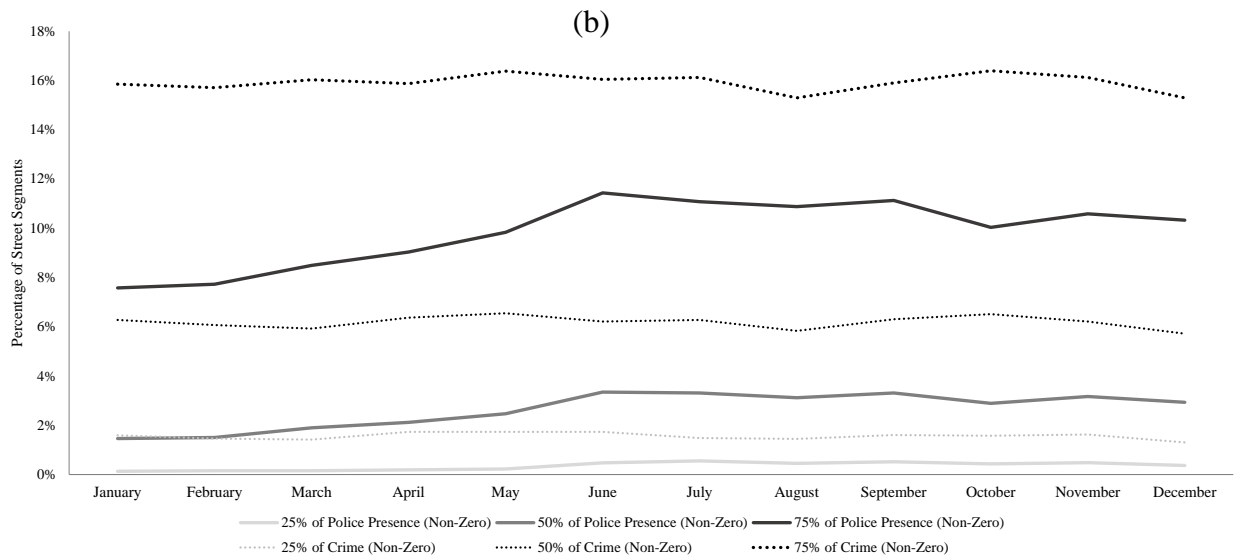 (b)
18%
16%
14%
12%
10%
8%
6%
4%
2%
0%
Percentage of Street Segments
January February March April May June July August September October November December
25% of Police Presence (Non-Zero) 50% of Police Presence (Non-Zero) 75% of Police Presence (Non-Zero)
25% of Crime (Non-Zero) 50% of Crime (Non-Zero) 75% of Crime (Non-Zero)